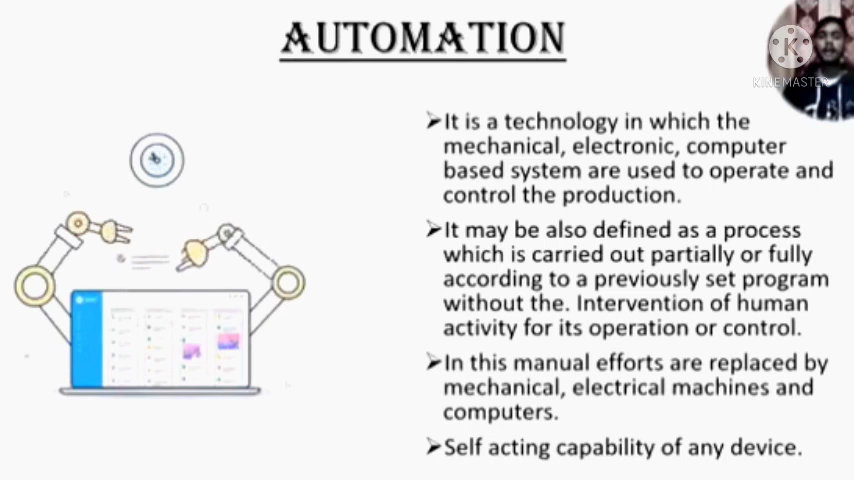 AUTOMATION
K
KINEMASTER
➢It is a technology in which the
mechanical, electronic, computer
based system are used to operate and
control the production.
➢It may be also defined as a process
which is carried out partially or fully
according to a previously set program
without the. Intervention of human
activity for its operation or control.
➢In this manual efforts are replaced by
mechanical, electrical machines and
computers.
➢Self acting capability of any device.